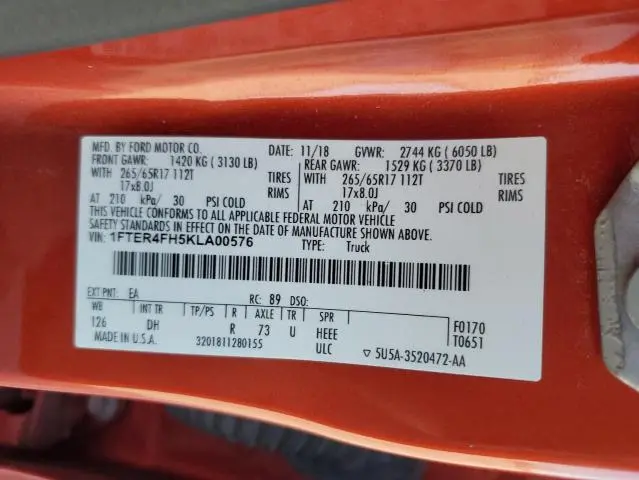 MFD. BY FORD MOTOR CO. DATE: 11/18 GVWR: 2744 KG ( 6050 LB)
FRONT GAWR: 1420 KG ( 3130 LB) REAR GAWR: 1529 KG ( 3370 LB)
WITH 265/65R17 112T TIRES WITH 265/65R17 112T TIRES
17x8.0J RIMS 17x8.0J RIMS
AT 210 kPa/ 30 PSI COLD AT 210 kPa/ 30 PSI COLD
THIS VEHICLE CONFORMS TO ALL APPLICABLE FEDERAL MOTOR VEHICLE
SAFETY STANDARDS IN EFFECT ON THE DATE OF MANUFACTURE SHOWN ABOVE.
VIN: 1FTER4FH5KLA00576 TYPE: Truck
EXT PNT: EA RC: 89 DSO:
WB INT TR TP/PS R AXLE TR SPR F0170
126 DH R 73 U HEEE T0651
ULC
MADE IN U.S.A. 3201811280155 ▽ 5U5A-3520472-AA